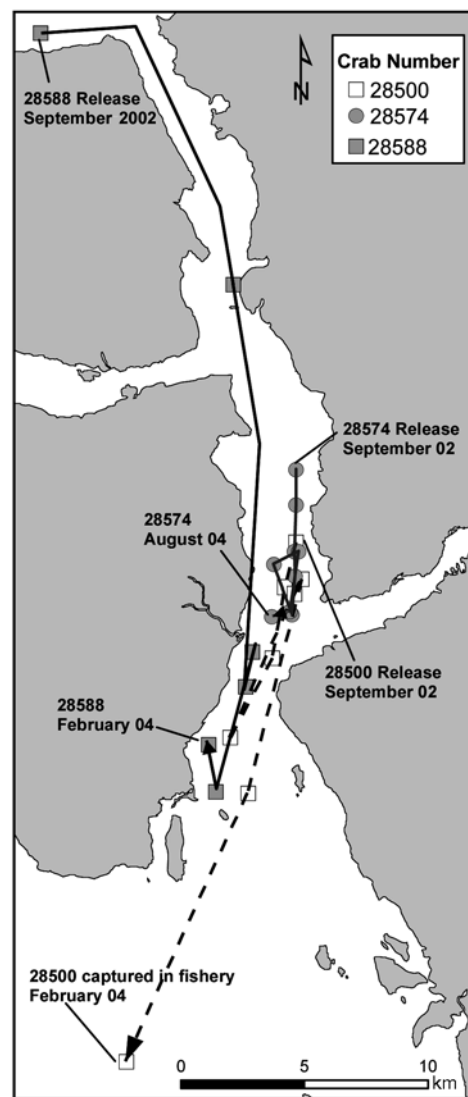 28588 Release
September 2002
N
Crab Number
28500
28574
28588
28574 Release
September 02
28574
August 04
28500 Release
September 02
28588
February 04
28500 captured in fishery
February 04
0 5 10
km